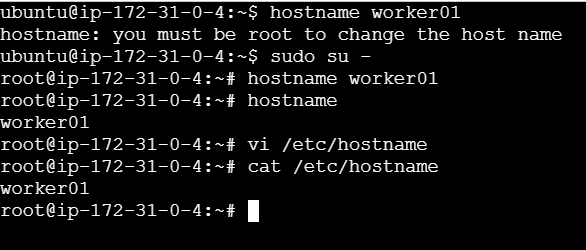 ubuntu@ip-172-31-0-4:~$ hostname worker01
hostname: you must be root to change the host name
ubuntu@ip-172-31-0-4:~$ sudo su -
root@ip-172-31-0-4:~# hostname worker01
root@ip-172-31-0-4:~# hostname
worker01
root@ip-172-31-0-4:~# vi /etc/hostname
root@ip-172-31-0-4:~# cat /etc/hostname
worker01
root@ip-172-31-0-4:~#